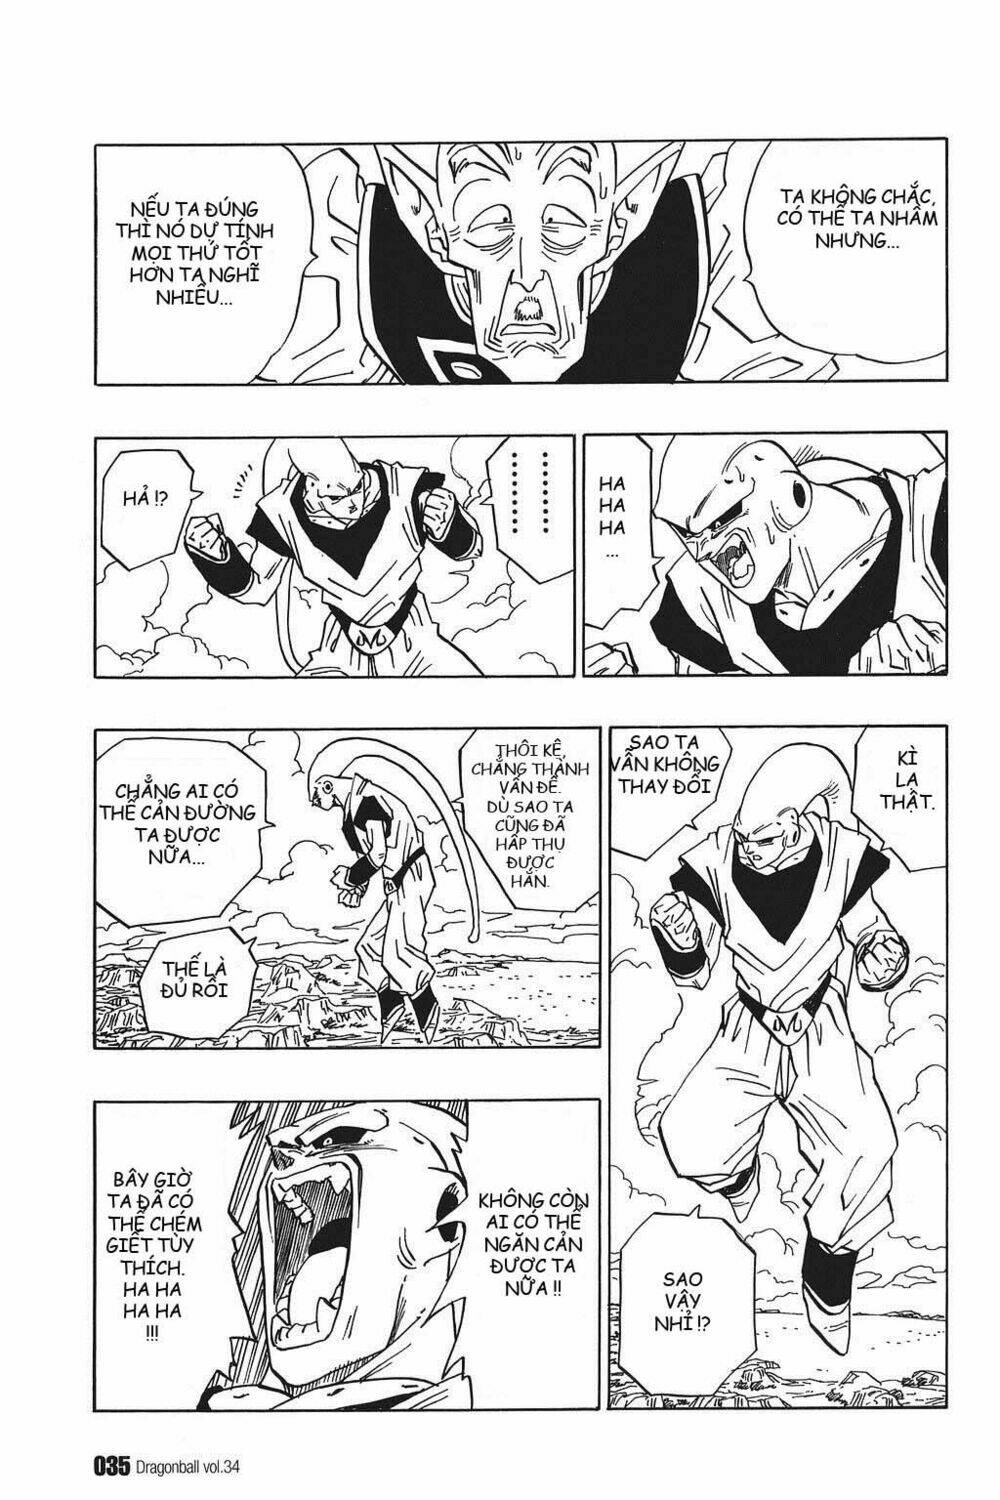 TA KHÔNG CHẮC,
CÓ THỂ TA NHẦM
NHƯNG...
NẾU TA ĐÚNG
THÌ NÓ DỰ TÍNH
MỌI THỨ TỐT
HƠN TA NGHĨ
NHIỀU...
HA
HA
HA
...
HẢ !?
KÌ
LẠ
THẬT.
SAO TA
VẪN KHÔNG
THAY ĐỔI
SAO
VẬY
NHỈ !?
THÔI KỆ,
CHẲNG THÀNH
VẤN ĐỀ.
DÙ SAO TA
CŨNG ĐÃ
HẤP THỤ
ĐƯỢC
HẮN.
CHẲNG AI CÓ
THỂ CẢN ĐƯỜNG
TA ĐƯỢC
NỮA...
THẾ LÀ
ĐỦ RỒI
KHÔNG CÒN
AI CÓ THỂ
NGĂN CẢN
ĐƯỢC TA
NỮA !!
BÂY GIỜ
TA ĐÃ CÓ
THỂ CHÉM
GIẾT TÙY
THÍCH.
HA HA
HA HA
!!!
035 Dragonball vol.34